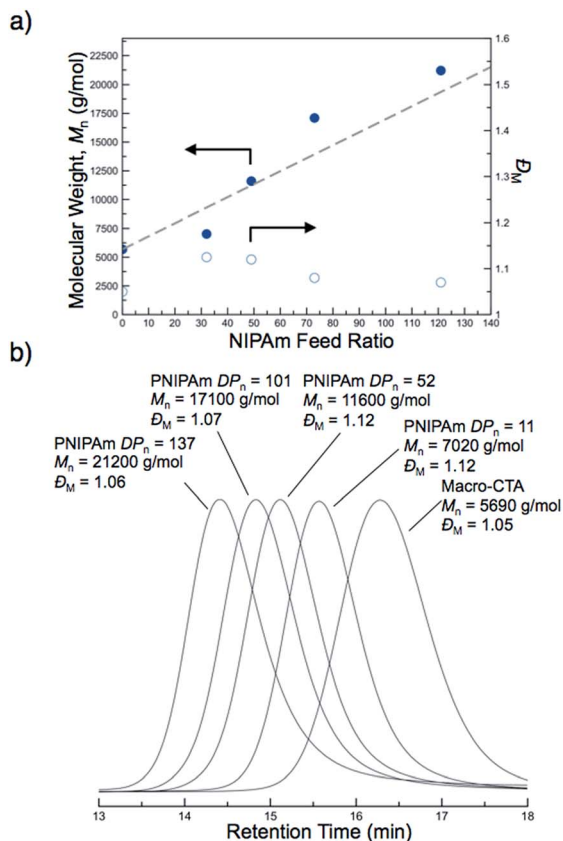 a)
22500
20000
17500
15000
12500
10000
7500
5000
2500
0
Molecular Weight, Mn (g/mol)
1.6
1.5
1.4
1.3
1.2
1.1
1
ĐM
0 10 20 30 40 50 60 70 80 90 100 110 120 130 140
NIPAm Feed Ratio
b)
PNIPAm DPn = 101
Mn = 17100 g/mol
ĐM = 1.07
PNIPAm DPn = 52
Mn = 11600 g/mol
ĐM = 1.12
PNIPAm DPn = 137
Mn = 21200 g/mol
ĐM = 1.06
PNIPAm DPn = 11
Mn = 7020 g/mol
ĐM = 1.12
Macro-CTA
Mn = 5690 g/mol
ĐM = 1.05
13 14 15 16 17 18
Retention Time (min)